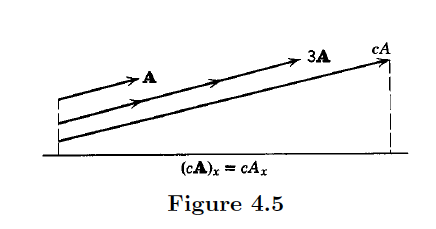 cA
3A
A
(cA)ₓ = cAₓ
Figure 4.5